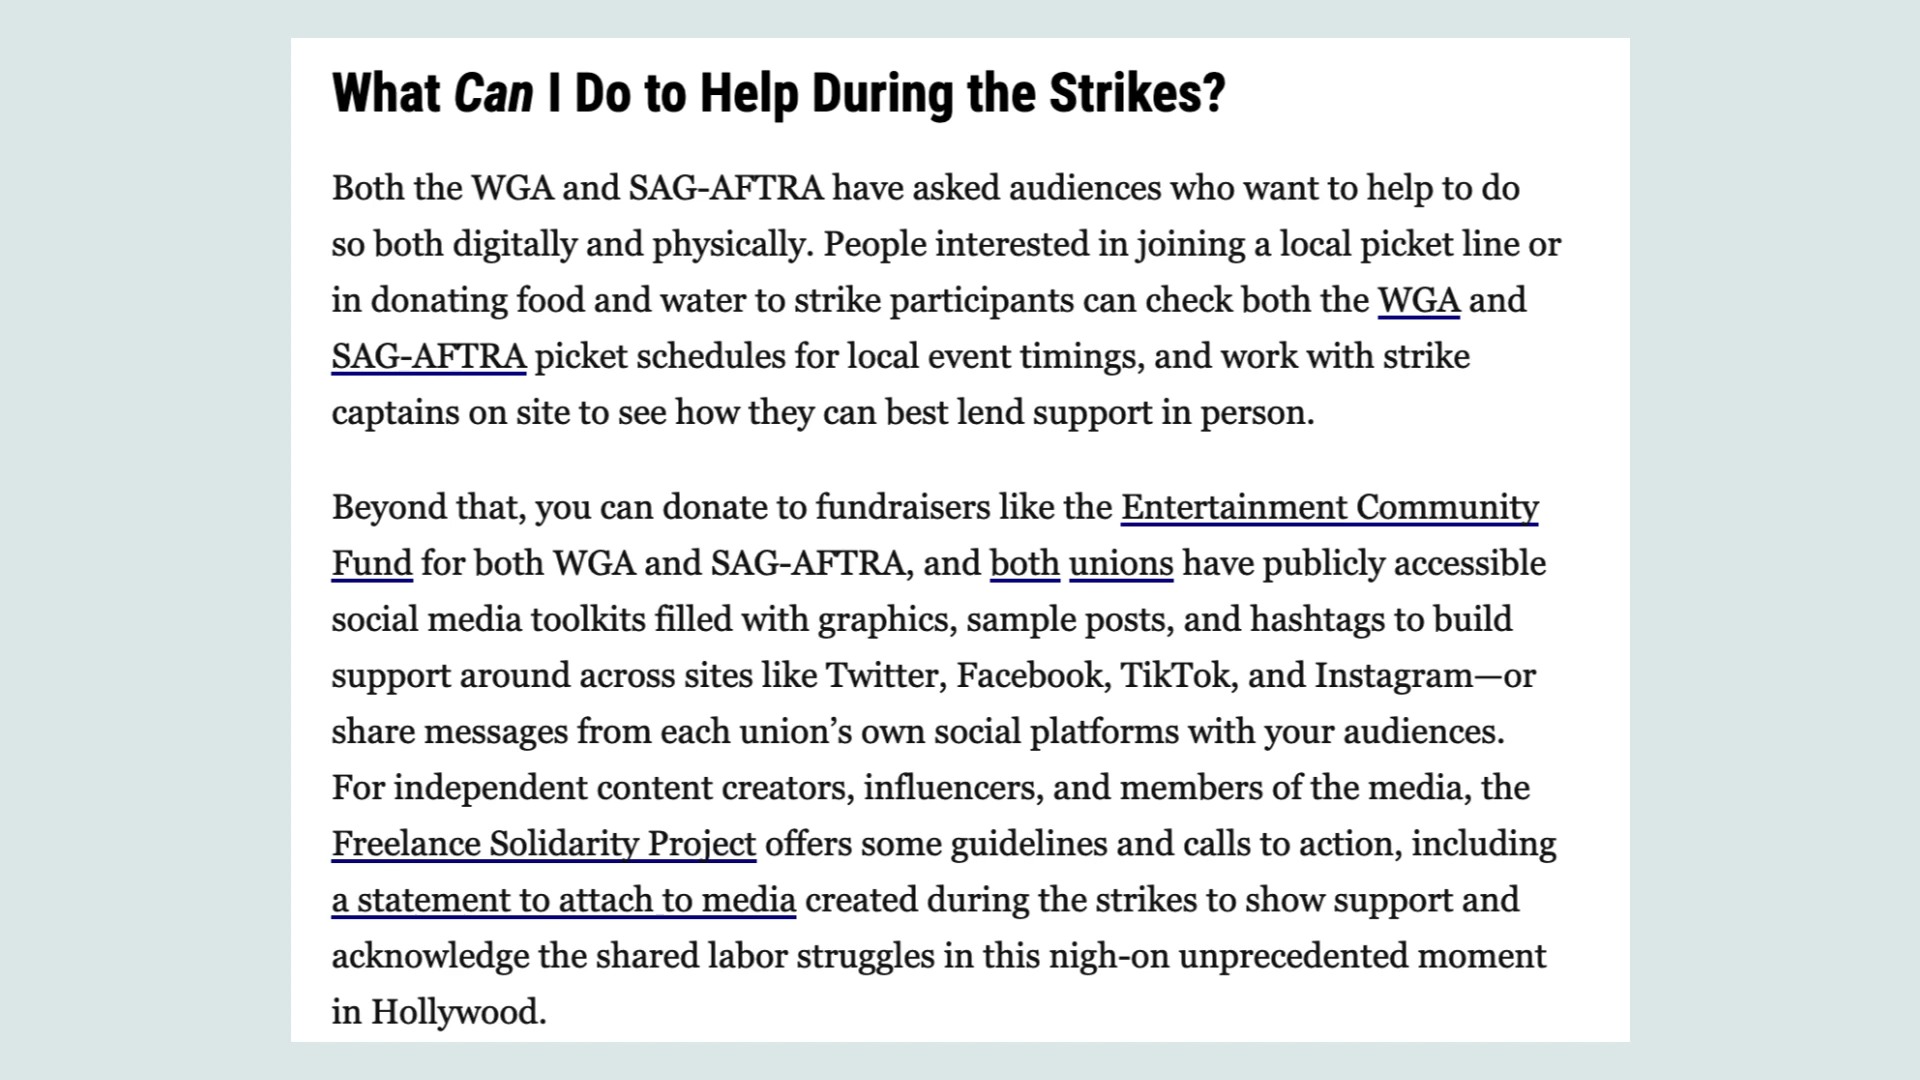 What Can I Do to Help During the Strikes?
Both the WGA and SAG-AFTRA have asked audiences who want to help to do
so both digitally and physically. People interested in joining a local picket line or
in donating food and water to strike participants can check both the WGA and
SAG-AFTRA picket schedules for local event timings, and work with strike
captains on site to see how they can best lend support in person.
Beyond that, you can donate to fundraisers like the Entertainment Community
Fund for both WGA and SAG-AFTRA, and both unions have publicly accessible
social media toolkits filled with graphics, sample posts, and hashtags to build
support around across sites like Twitter, Facebook, TikTok, and Instagram—or
share messages from each union’s own social platforms with your audiences.
For independent content creators, influencers, and members of the media, the
Freelance Solidarity Project offers some guidelines and calls to action, including
a statement to attach to media created during the strikes to show support and
acknowledge the shared labor struggles in this nigh-on unprecedented moment
in Hollywood.